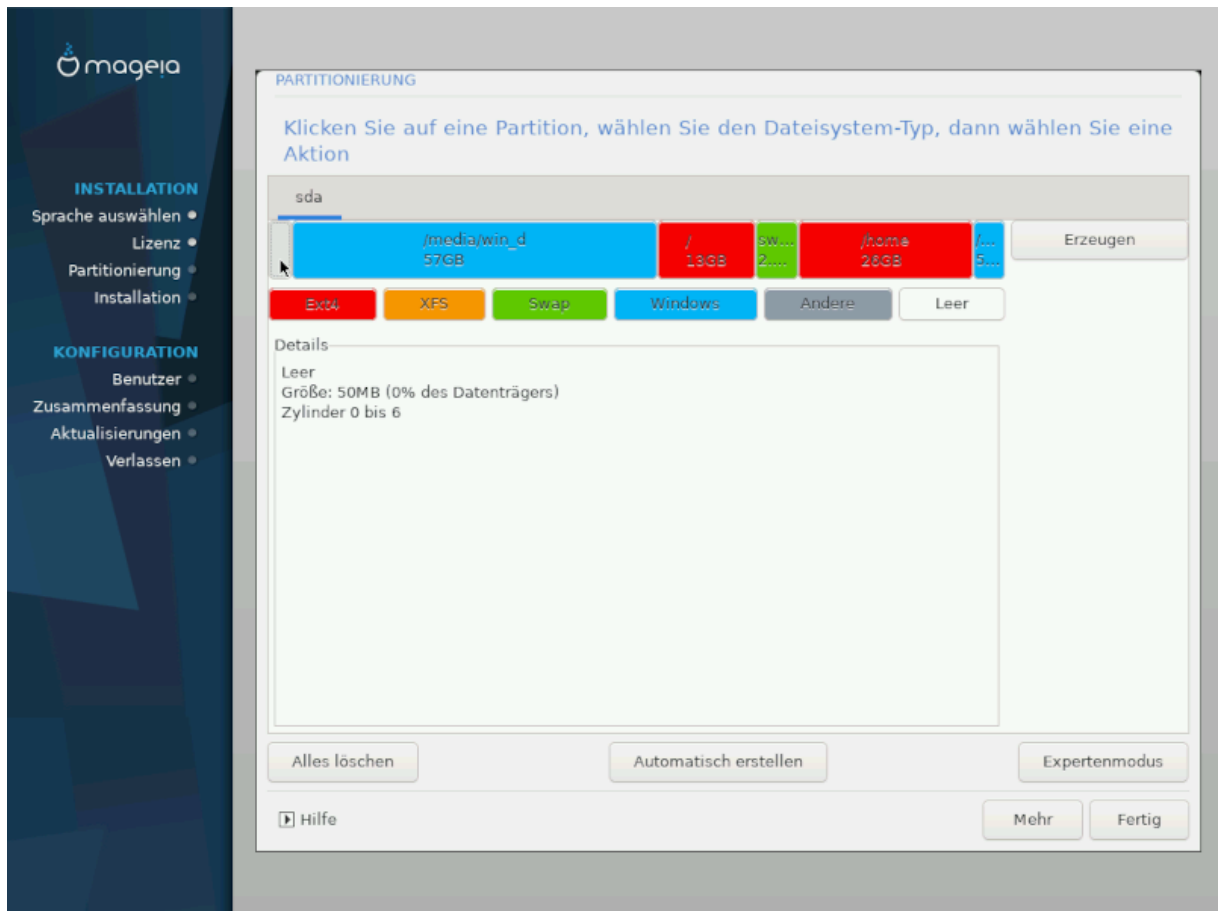 mageia
INSTALLATION
Sprache auswählen
Lizenz
Partitionierung
Installation
KONFIGURATION
Benutzer
Zusammenfassung
Aktualisierungen
Verlassen
PARTITIONIERUNG
Klicken Sie auf eine Partition, wählen Sie den Dateisystem-Typ, dann wählen Sie eine
Aktion
sda
/media/win_d
57GB
/
13GB
sw...
2....
/home
28GB
/...
5...
Erzeugen
Ext4
XFS
Swap
Windows
Andere
Leer
Details
Leer
Größe: 50MB (0% des Datenträgers)
Zylinder 0 bis 6
Alles löschen
Automatisch erstellen
Expertenmodus
Hilfe
Mehr
Fertig